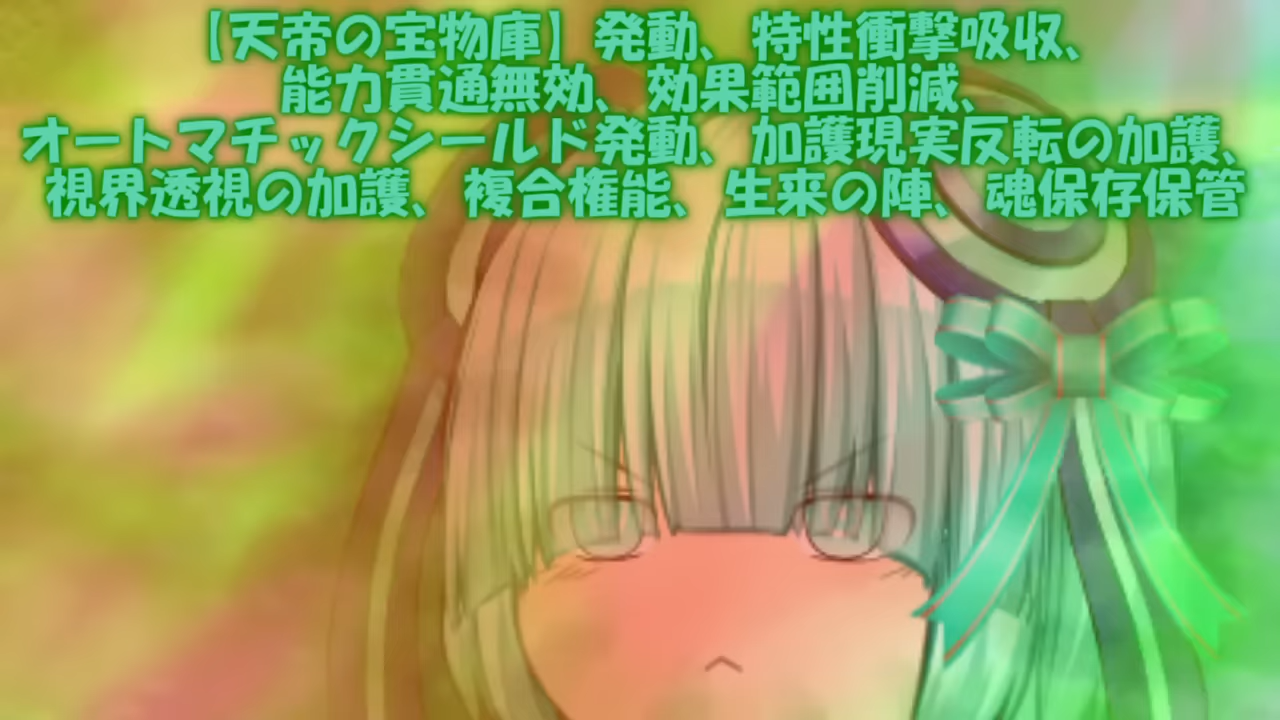 【天帝の宝物庫】発動、特性衝撃吸収、
能力貫通無効、効果範囲削減、
オートマチックシールド発動、加護現実反転の加護、
視界透視の加護、複合権能、生来の陣、魂保存保管